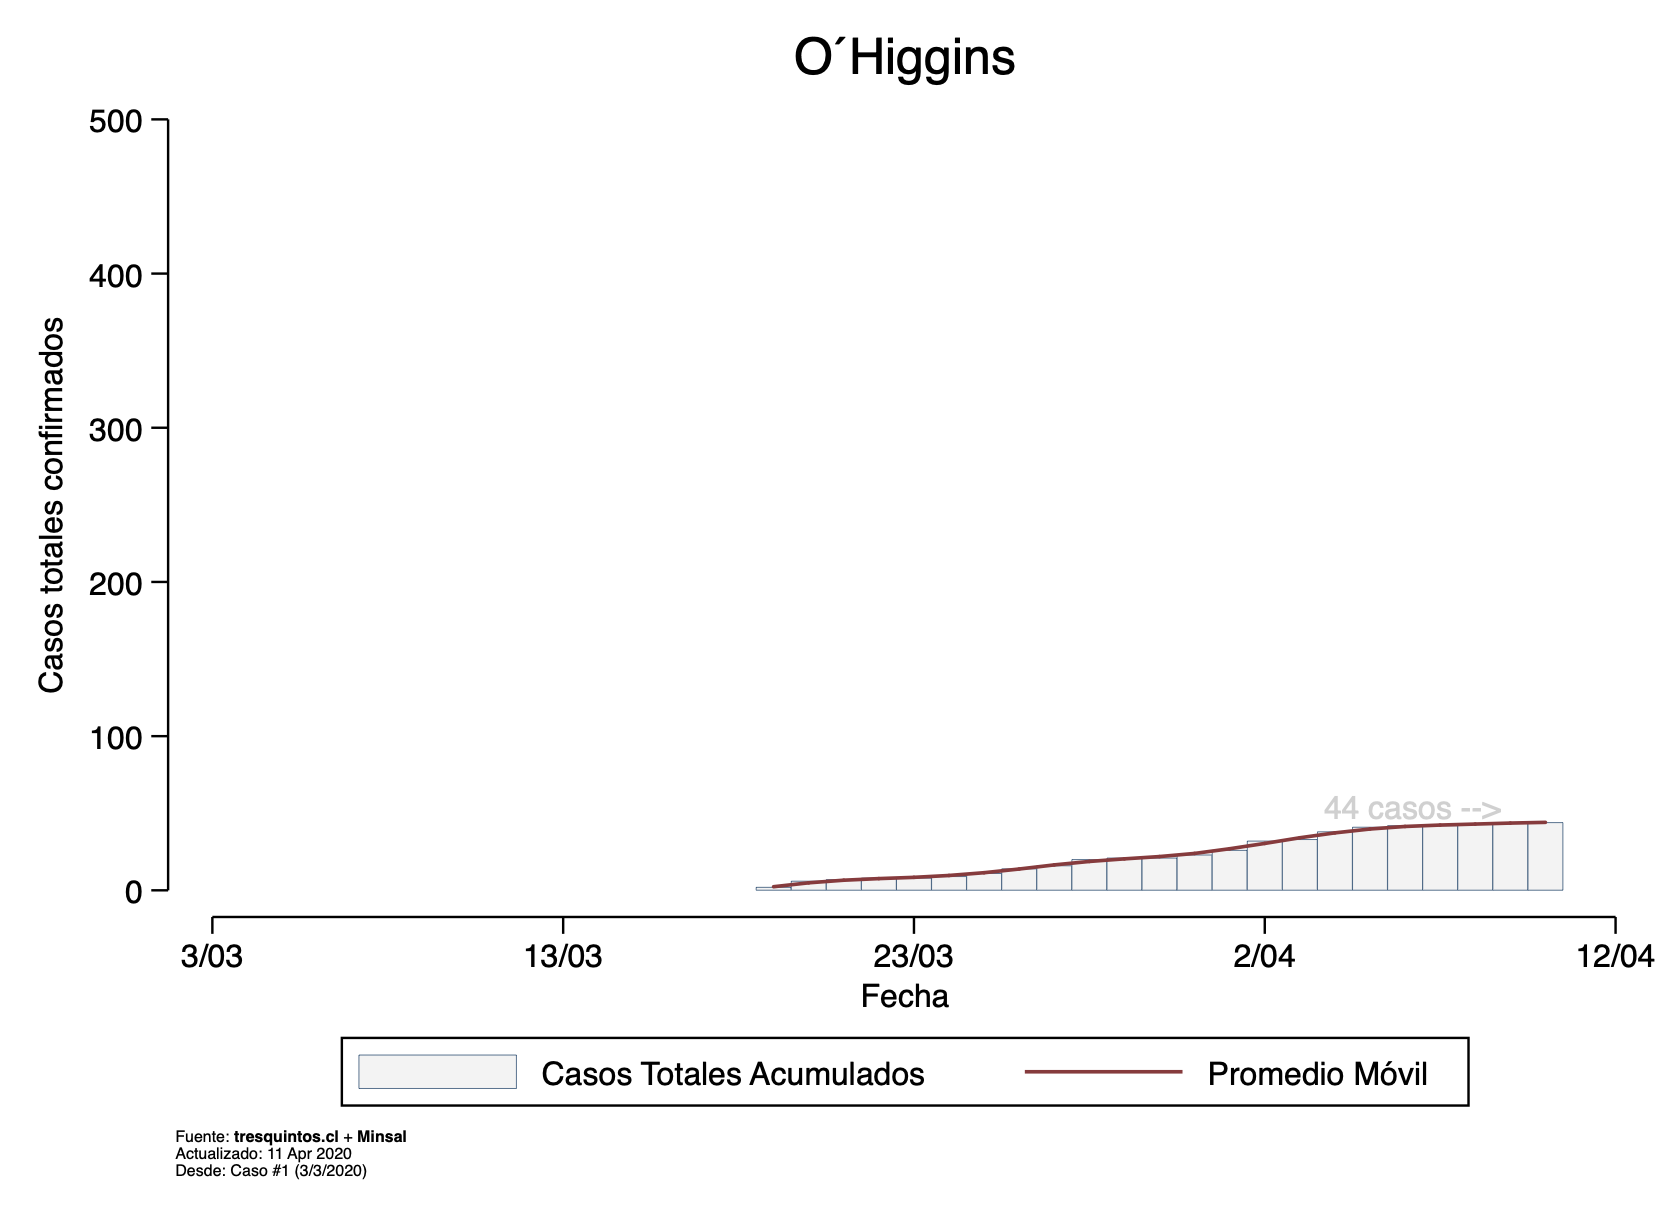 O´Higgins
500
400
300
200
100
0
Casos totales confirmados
44 casos -->
3/03
13/03
23/03
2/04
12/04
Fecha
Casos Totales Acumulados
Promedio Móvil
Fuente: tresquintos.cl + Minsal
Actualizado: 11 Apr 2020
Desde: Caso #1 (3/3/2020)